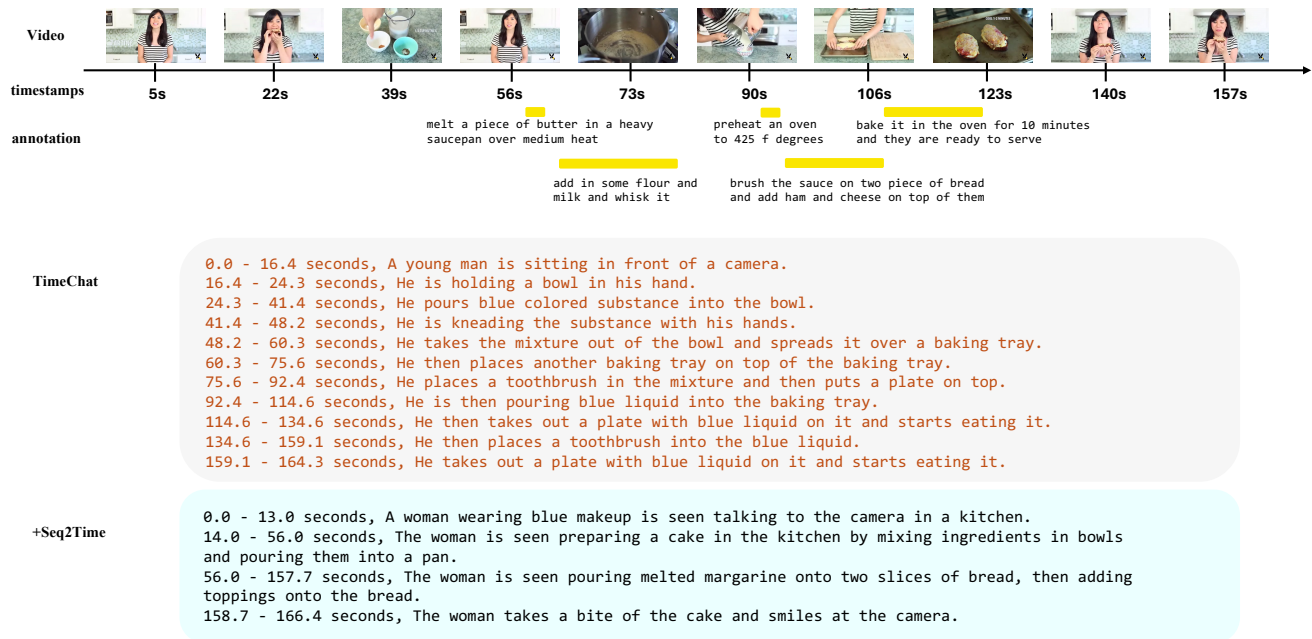 Video
timestamps
5s 22s 39s 56s 73s 90s 106s 123s 140s 157s
annotation
melt a piece of butter in a heavy
saucepan over medium heat
preheat an oven
to 425 f degrees
bake it in the oven for 10 minutes
and they are ready to serve
add in some flour and
milk and whisk it
brush the sauce on two piece of bread
and add ham and cheese on top of them
TimeChat
0.0 - 16.4 seconds, A young man is sitting in front of a camera.
16.4 - 24.3 seconds, He is holding a bowl in his hand.
24.3 - 41.4 seconds, He pours blue colored substance into the bowl.
41.4 - 48.2 seconds, He is kneading the substance with his hands.
48.2 - 60.3 seconds, He takes the mixture out of the bowl and spreads it over a baking tray.
60.3 - 75.6 seconds, He then places another baking tray on top of the baking tray.
75.6 - 92.4 seconds, He places a toothbrush in the mixture and then puts a plate on top.
92.4 - 114.6 seconds, He is then pouring blue liquid into the baking tray.
114.6 - 134.6 seconds, He then takes out a plate with blue liquid on it and starts eating it.
134.6 - 159.1 seconds, He then places a toothbrush into the blue liquid.
159.1 - 164.3 seconds, He takes out a plate with blue liquid on it and starts eating it.
+Seq2Time
0.0 - 13.0 seconds, A woman wearing blue makeup is seen talking to the camera in a kitchen.
14.0 - 56.0 seconds, The woman is seen preparing a cake in the kitchen by mixing ingredients in bowls
and pouring them into a pan.
56.0 - 157.7 seconds, The woman is seen pouring melted margarine onto two slices of bread, then adding
toppings onto the bread.
158.7 - 166.4 seconds, The woman takes a bite of the cake and smiles at the camera.